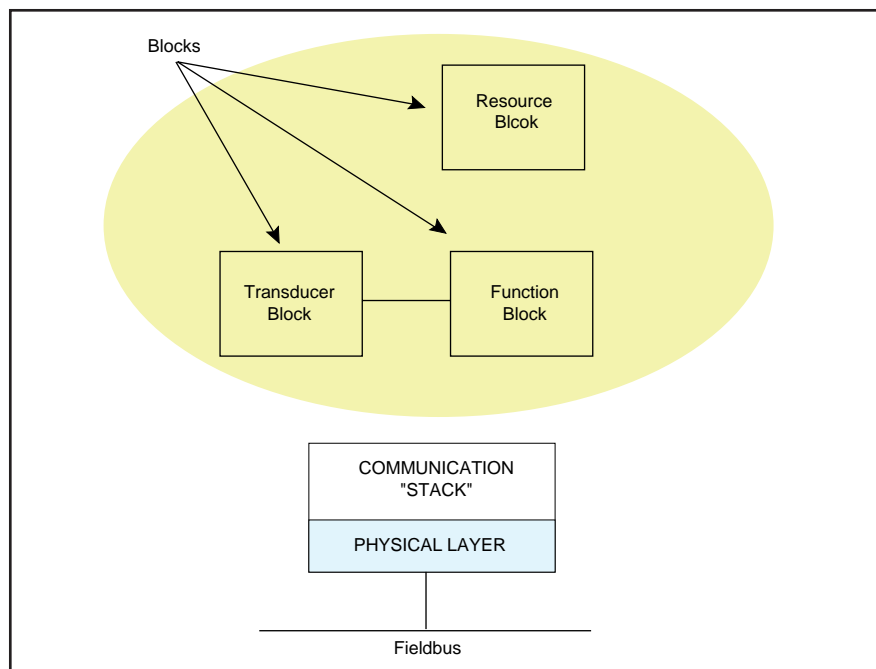 Blocks
Resource
Blcok
Transducer
Block
Function
Block
COMMUNICATION
"STACK"
PHYSICAL LAYER
Fieldbus